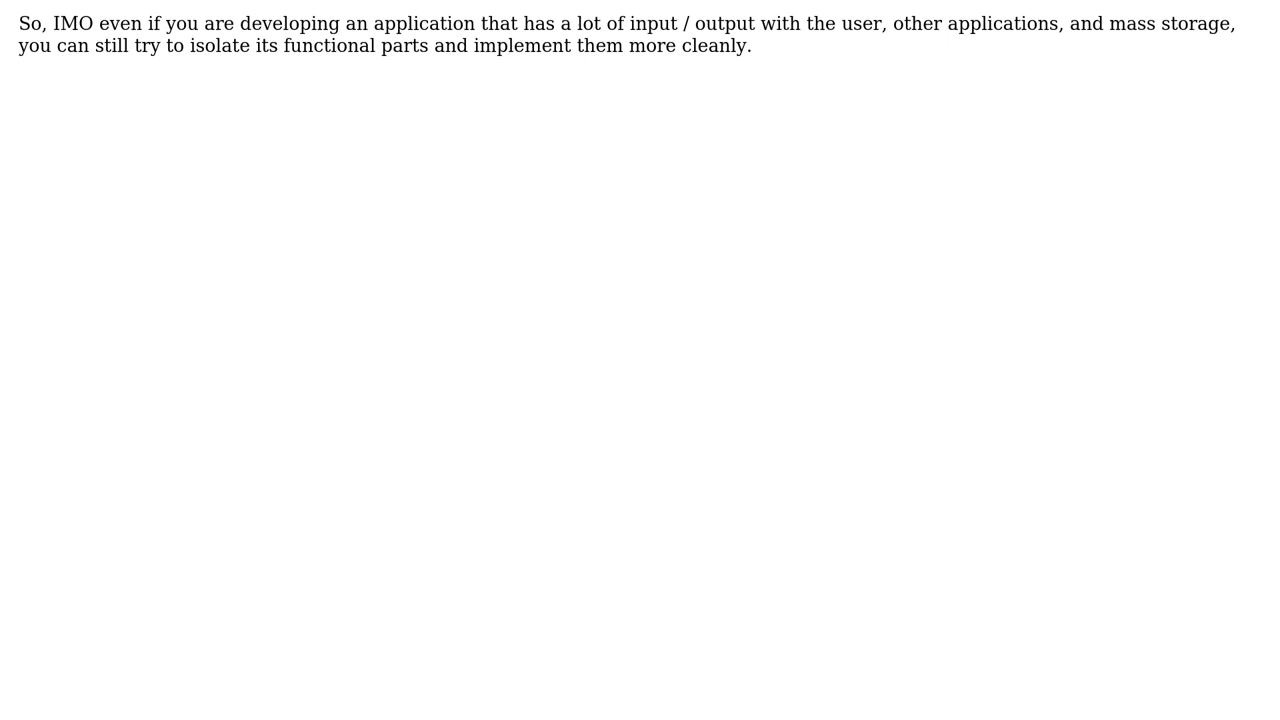 So, IMO even if you are developing an application that has a lot of input / output with the user, other applications, and mass storage,
you can still try to isolate its functional parts and implement them more cleanly.